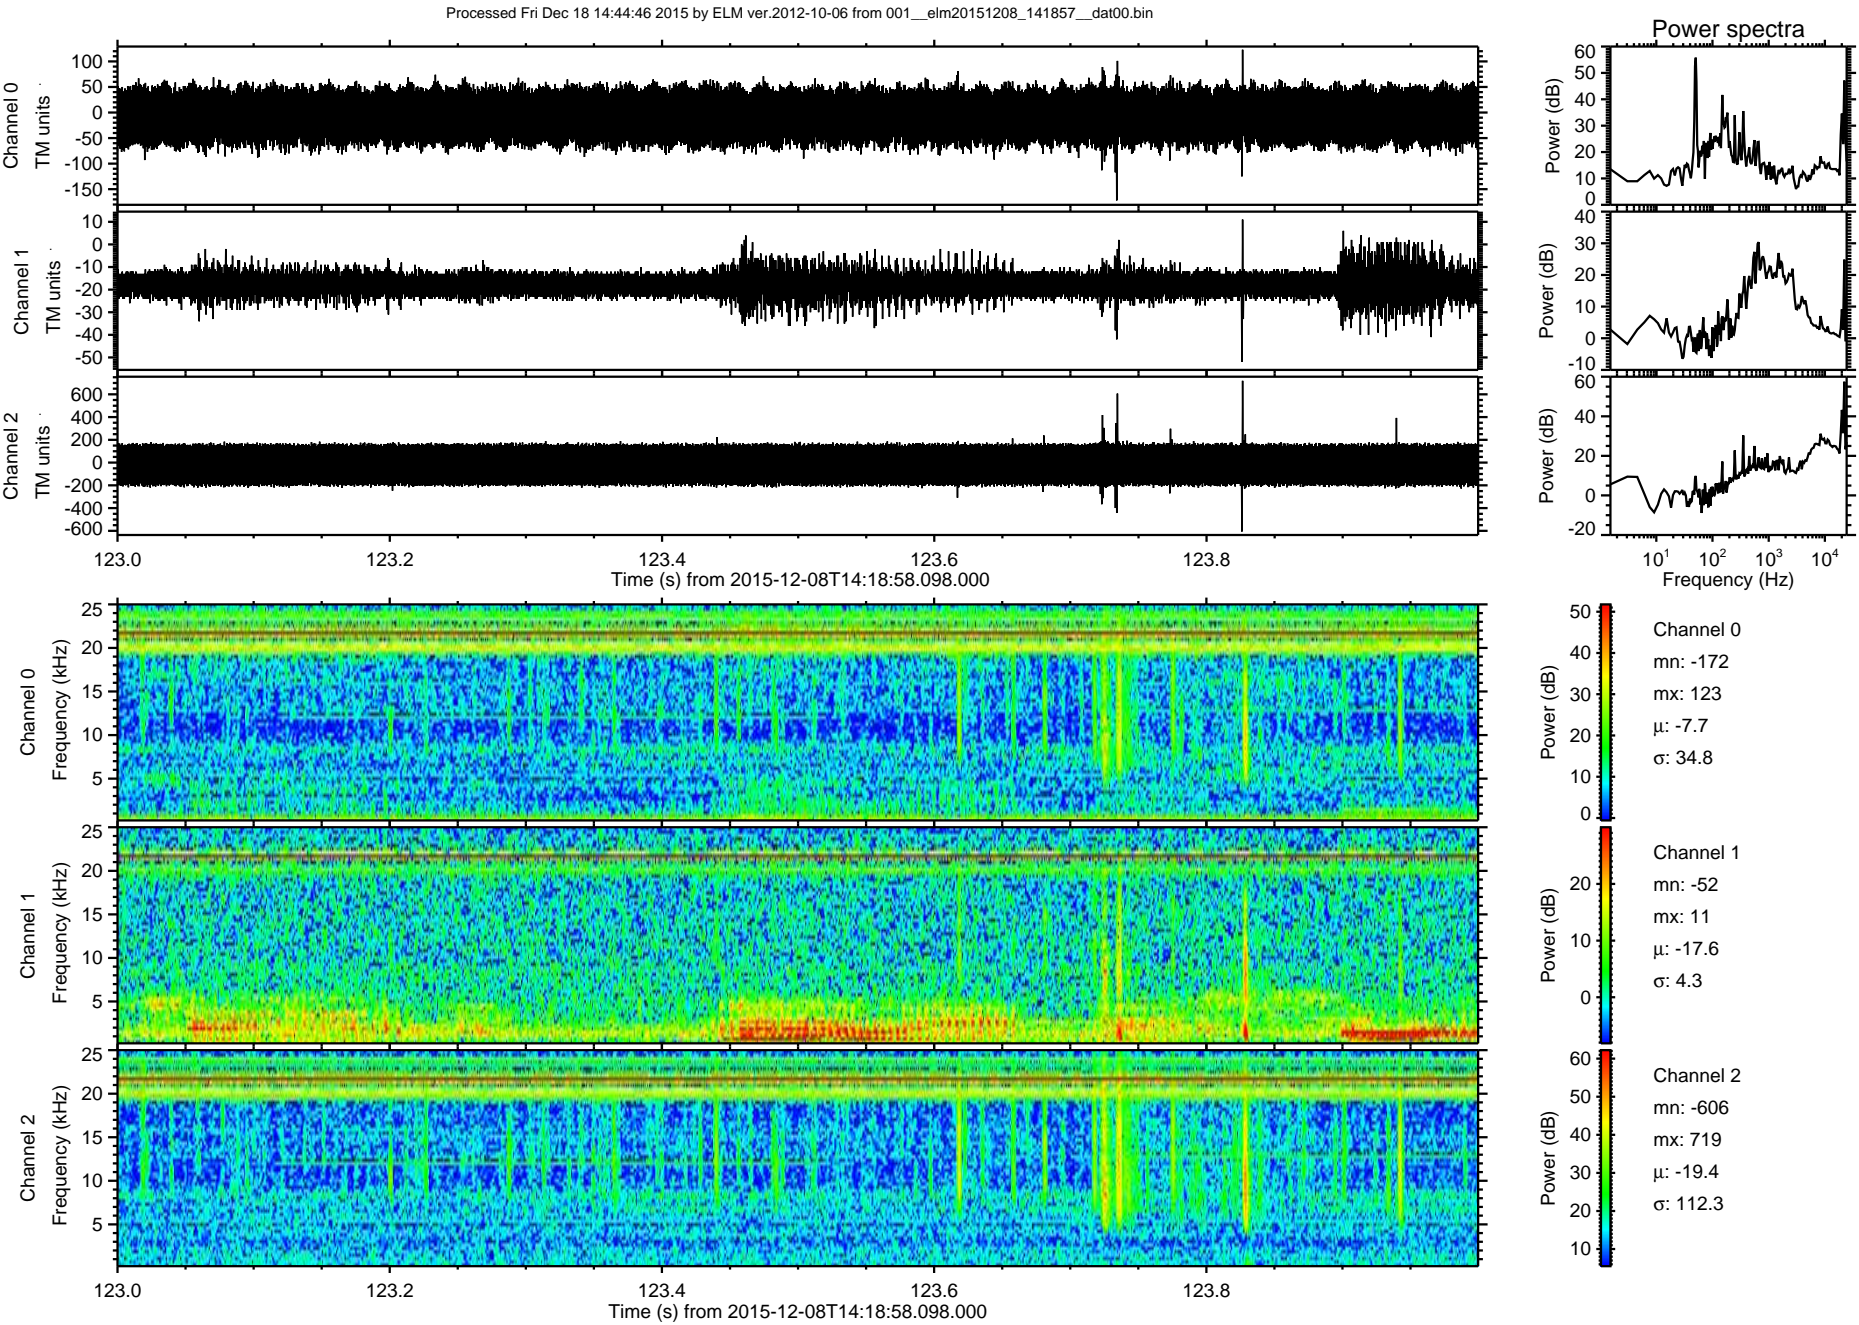 Processed Fri Dec 18 14:44:46 2015 by ELM ver.2012-10-06 from 001__elm20151208_141857__dat00.bin
Power spectra
Channel 0
TM units
100
50
0
-50
-100
-150
Power (dB)
60
50
40
30
20
10
0
Channel 1
TM units
10
0
-10
-20
-30
-40
-50
Power (dB)
40
30
20
10
0
-10
Channel 2
TM units
600
400
200
0
-200
-400
-600
Power (dB)
60
40
20
0
-20
123.0 123.2 123.4 123.6 123.8
Time (s) from 2015-12-08T14:18:58.098.000
10¹ 10² 10³ 10⁴
Frequency (Hz)
Channel 0
Frequency (kHz)
25
20
15
10
5
Power (dB)
50
40
30
20
10
0
Channel 0
mn: -172
mx: 123
μ: -7.7
σ: 34.8
Channel 1
Frequency (kHz)
25
20
15
10
5
Power (dB)
20
10
0
Channel 1
mn: -52
mx: 11
μ: -17.6
σ: 4.3
Channel 2
Frequency (kHz)
25
20
15
10
5
Power (dB)
60
50
40
30
20
10
Channel 2
mn: -606
mx: 719
μ: -19.4
σ: 112.3
123.0 123.2 123.4 123.6 123.8
Time (s) from 2015-12-08T14:18:58.098.000